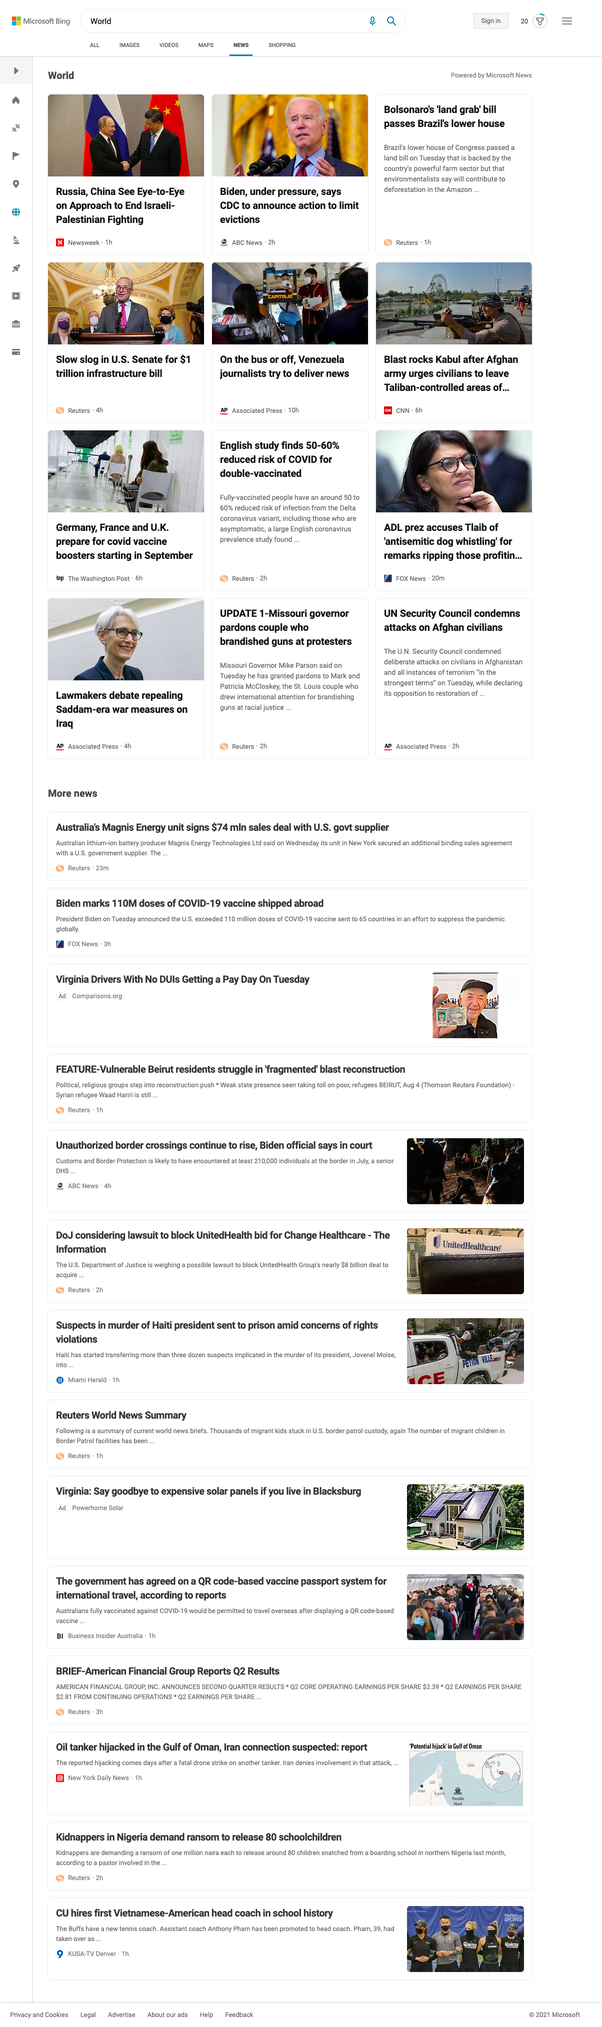 Microsoft Bing
World
Sign in
20
ALL IMAGES VIDEOS MAPS NEWS SHOPPING
World
Powered by Microsoft News
Russia, China See Eye-to-Eye
on Approach to End Israeli-
Palestinian Fighting
Newsweek · 1h
Biden, under pressure, says
CDC to announce action to limit
evictions
ABC News · 2h
Bolsonaro's 'land grab' bill
passes Brazil's lower house
Brazil's lower house of Congress passed a
land bill on Tuesday that is backed by the
country's powerful farm sector but that
environmentalists say will contribute to
deforestation in the Amazon ...
Reuters · 1h
Slow slog in U.S. Senate for $1
trillion infrastructure bill
Reuters · 4h
CAPITOLIO
On the bus or off, Venezuela
journalists try to deliver news
AP Associated Press · 10h
Blast rocks Kabul after Afghan
army urges civilians to leave
Taliban-controlled areas of...
CNN · 6h
Germany, France and U.K.
prepare for covid vaccine
boosters starting in September
wp The Washington Post · 6h
English study finds 50-60%
reduced risk of COVID for
double-vaccinated
Fully-vaccinated people have an around 50 to
60% reduced risk of infection from the Delta
coronavirus variant, including those who are
asymptomatic, a large English coronavirus
prevalence study found ...
Reuters · 2h
ADL prez accuses Tlaib of
'antisemitic dog whistling' for
remarks ripping those profitin...
FOX News · 20m
Lawmakers debate repealing
Saddam-era war measures on
Iraq
AP Associated Press · 4h
UPDATE 1-Missouri governor
pardons couple who
brandished guns at protesters
Missouri Governor Mike Parson said on
Tuesday he has granted pardons to Mark and
Patricia McCloskey, the St. Louis couple who
drew international attention for brandishing
guns at racial justice ...
Reuters · 2h
UN Security Council condemns
attacks on Afghan civilians
The U.N. Security Council condemned
deliberate attacks on civilians in Afghanistan
and all instances of terrorism "in the
strongest terms" on Tuesday, while declaring
its opposition to restoration of ...
AP Associated Press · 2h
More news
Australia's Magnis Energy unit signs $74 mln sales deal with U.S. govt supplier
Australian lithium-ion battery producer Magnis Energy Technologies Ltd said on Wednesday its unit in New York secured an additional binding sales agreement
with a U.S. government supplier. The ...
Reuters · 23m
Biden marks 110M doses of COVID-19 vaccine shipped abroad
President Biden on Tuesday announced the U.S. exceeded 110 million doses of COVID-19 vaccine sent to 65 countries in an effort to suppress the pandemic
globally.
FOX News · 3h
Virginia Drivers With No DUIs Getting a Pay Day On Tuesday
Ad Comparisons.org
FEATURE-Vulnerable Beirut residents struggle in 'fragmented' blast reconstruction
Political, religious groups step into reconstruction push * Weak state presence seen taking toll on poor, refugees BEIRUT, Aug 4 (Thomson Reuters Foundation) -
Syrian refugee Waad Hariri is still ...
Reuters · 1h
Unauthorized border crossings continue to rise, Biden official says in court
Customs and Border Protection is likely to have encountered at least 210,000 individuals at the border in July, a senior
DHS ...
ABC News · 4h
DoJ considering lawsuit to block UnitedHealth bid for Change Healthcare - The
Information
The U.S. Department of Justice is weighing a possible lawsuit to block UnitedHealth Group's nearly $8 billion deal to
acquire ...
Reuters · 2h
UnitedHealthcare
Suspects in murder of Haiti president sent to prison amid concerns of rights
violations
Haiti has started transferring more than three dozen suspects implicated in the murder of its president, Jovenel Moïse,
into ...
Miami Herald · 1h
PETION VILLE
ICE
Reuters World News Summary
Following is a summary of current world news briefs. Thousands of migrant kids stuck in U.S. border patrol custody, again The number of migrant children in
Border Patrol facilities has been ...
Reuters · 1h
Virginia: Say goodbye to expensive solar panels if you live in Blacksburg
Ad Powerhome Solar
The government has agreed on a QR code-based vaccine passport system for
international travel, according to reports
Australians fully vaccinated against COVID-19 would be permitted to travel overseas after displaying a QR code-based
vaccine ...
BI Business Insider Australia · 1h
BRIEF-American Financial Group Reports Q2 Results
AMERICAN FINANCIAL GROUP, INC. ANNOUNCES SECOND QUARTER RESULTS * Q2 CORE OPERATING EARNINGS PER SHARE $2.39 * Q2 EARNINGS PER SHARE
$2.81 FROM CONTINUING OPERATIONS * Q2 EARNINGS PER SHARE ...
Reuters · 3h
Oil tanker hijacked in the Gulf of Oman, Iran connection suspected: report
The reported hijacking comes days after a fatal drone strike on another tanker. Iran denies involvement in that attack, ...
New York Daily News · 1h
'Potential hijack' in Gulf of Oman
Kidnappers in Nigeria demand ransom to release 80 schoolchildren
Kidnappers are demanding a ransom of one million naira each to release around 80 children snatched from a boarding school in northern Nigeria last month,
according to a pastor involved in the ...
Reuters · 2h
CU hires first Vietnamese-American head coach in school history
The Buffs have a new tennis coach. Assistant coach Anthony Pham has been promoted to head coach. Pham, 39, had
taken over as ...
9 KUSA-TV Denver · 1h
Privacy and Cookies Legal Advertise About our ads Help Feedback
© 2021 Microsoft